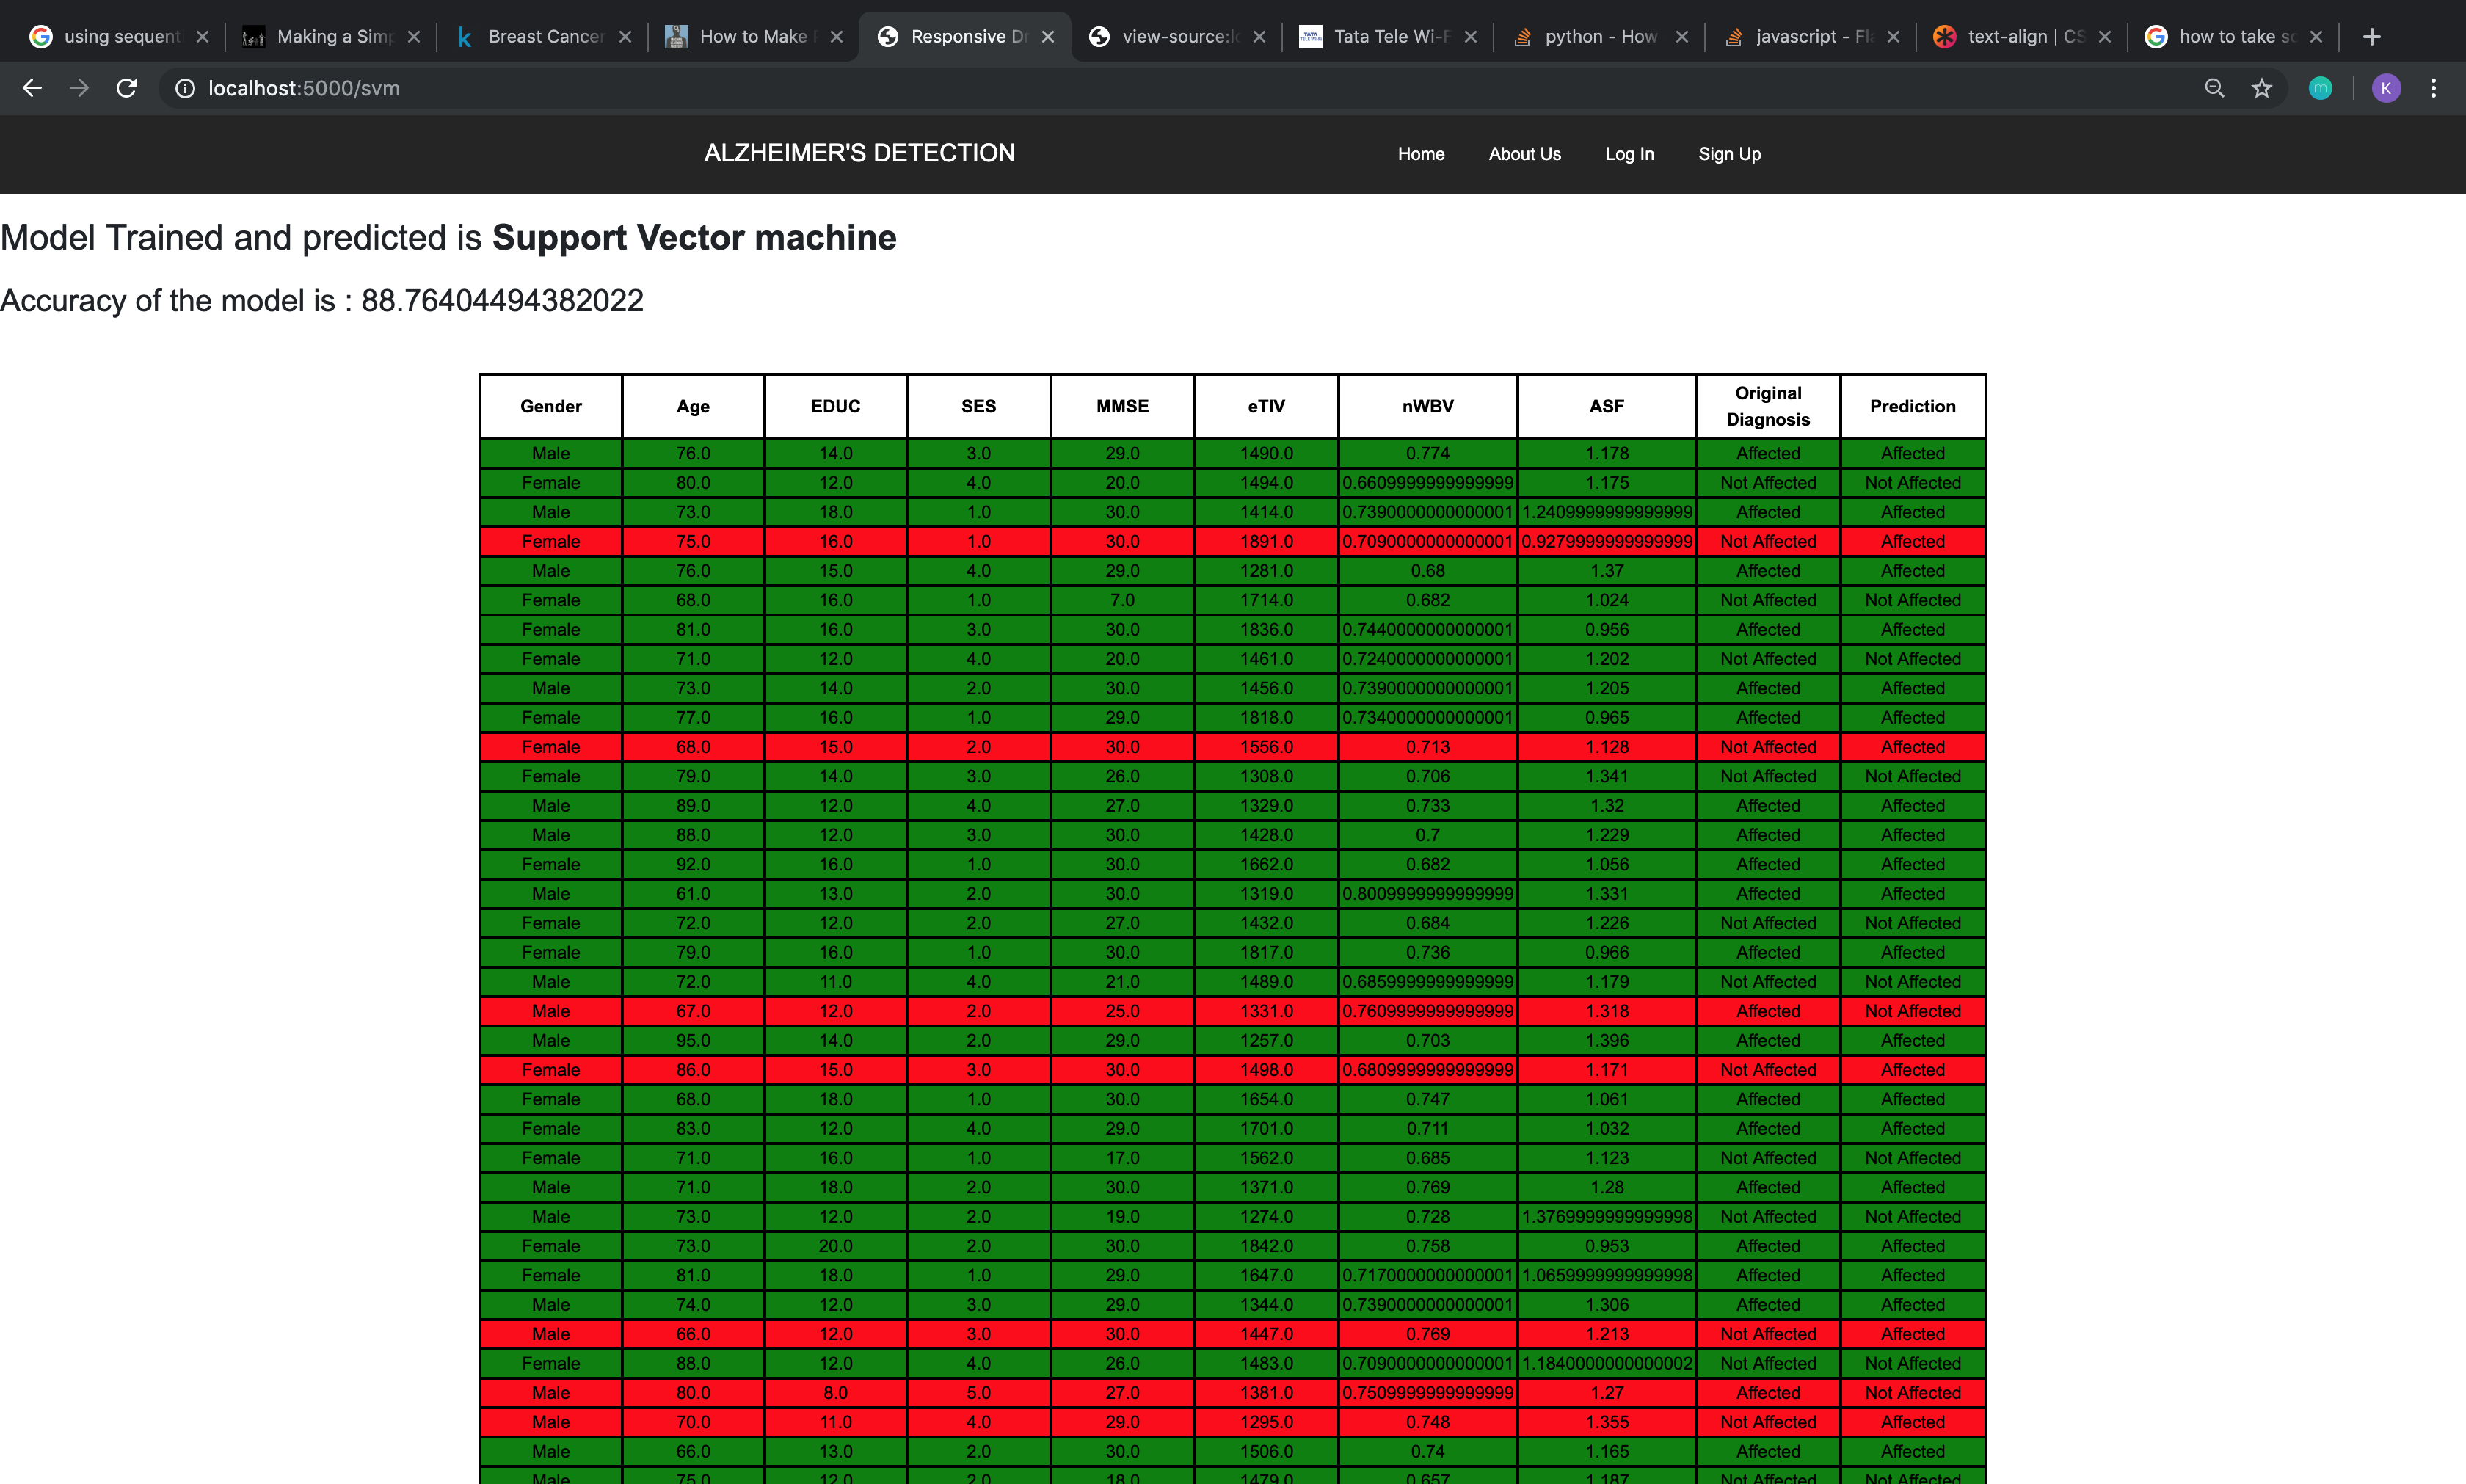 using sequent
Making a Sim
Breast Cancer
How to Make
Responsive D
view-source:l
Tata Tele Wi-F
python - How
javascript - Fla
text-align | CS
how to take sc
localhost:5000/svm
K
ALZHEIMER'S DETECTION Home About Us Log In Sign Up
Model Trained and predicted is Support Vector machine
Accuracy of the model is : 88.76404494382022
Gender Age EDUC SES MMSE eTIV nWBV ASF Original Diagnosis Prediction
Male 76.0 14.0 3.0 29.0 1490.0 0.774 1.178 Affected Affected
Female 80.0 12.0 4.0 20.0 1494.0 0.6609999999999999 1.175 Not Affected Not Affected
Male 73.0 18.0 1.0 30.0 1414.0 0.7390000000000001 1.2409999999999999 Affected Affected
Female 75.0 16.0 1.0 30.0 1891.0 0.7090000000000001 0.9279999999999999 Not Affected Affected
Male 76.0 15.0 4.0 29.0 1281.0 0.68 1.37 Affected Affected
Female 68.0 16.0 1.0 7.0 1714.0 0.682 1.024 Not Affected Not Affected
Female 81.0 16.0 3.0 30.0 1836.0 0.7440000000000001 0.956 Affected Affected
Female 71.0 12.0 4.0 20.0 1461.0 0.7240000000000001 1.202 Not Affected Not Affected
Male 73.0 14.0 2.0 30.0 1456.0 0.7390000000000001 1.205 Affected Affected
Female 77.0 16.0 1.0 29.0 1818.0 0.7340000000000001 0.965 Affected Affected
Female 68.0 15.0 2.0 30.0 1556.0 0.713 1.128 Not Affected Affected
Female 79.0 14.0 3.0 26.0 1308.0 0.706 1.341 Not Affected Not Affected
Male 89.0 12.0 4.0 27.0 1329.0 0.733 1.32 Affected Affected
Male 88.0 12.0 3.0 30.0 1428.0 0.7 1.229 Affected Affected
Female 92.0 16.0 1.0 30.0 1662.0 0.682 1.056 Affected Affected
Male 61.0 13.0 2.0 30.0 1319.0 0.8009999999999999 1.331 Affected Affected
Female 72.0 12.0 2.0 27.0 1432.0 0.684 1.226 Not Affected Not Affected
Female 79.0 16.0 1.0 30.0 1817.0 0.736 0.966 Affected Affected
Male 72.0 11.0 4.0 21.0 1489.0 0.6859999999999999 1.179 Not Affected Not Affected
Male 67.0 12.0 2.0 25.0 1331.0 0.7609999999999999 1.318 Affected Not Affected
Male 95.0 14.0 2.0 29.0 1257.0 0.703 1.396 Affected Affected
Female 86.0 15.0 3.0 30.0 1498.0 0.6809999999999999 1.171 Not Affected Affected
Female 68.0 18.0 1.0 30.0 1654.0 0.747 1.061 Affected Affected
Female 83.0 12.0 4.0 29.0 1701.0 0.711 1.032 Affected Affected
Female 71.0 16.0 1.0 17.0 1562.0 0.685 1.123 Not Affected Not Affected
Male 71.0 18.0 2.0 30.0 1371.0 0.769 1.28 Affected Affected
Male 73.0 12.0 2.0 19.0 1274.0 0.728 1.3769999999999998 Not Affected Not Affected
Female 73.0 20.0 2.0 30.0 1842.0 0.758 0.953 Affected Affected
Female 81.0 18.0 1.0 29.0 1647.0 0.7170000000000001 1.0659999999999998 Affected Affected
Male 74.0 12.0 3.0 29.0 1344.0 0.7390000000000001 1.306 Affected Affected
Male 66.0 12.0 3.0 30.0 1447.0 0.769 1.213 Not Affected Affected
Female 88.0 12.0 4.0 26.0 1483.0 0.7090000000000001 1.1840000000000002 Not Affected Not Affected
Male 80.0 8.0 5.0 27.0 1381.0 0.7509999999999999 1.27 Affected Not Affected
Male 70.0 11.0 4.0 29.0 1295.0 0.748 1.355 Not Affected Affected
Male 66.0 13.0 2.0 30.0 1506.0 0.74 1.165 Affected Affected
Male 75.0 12.0 2.0 18.0 1479.0 0.657 1.187 Not Affected Not Affected